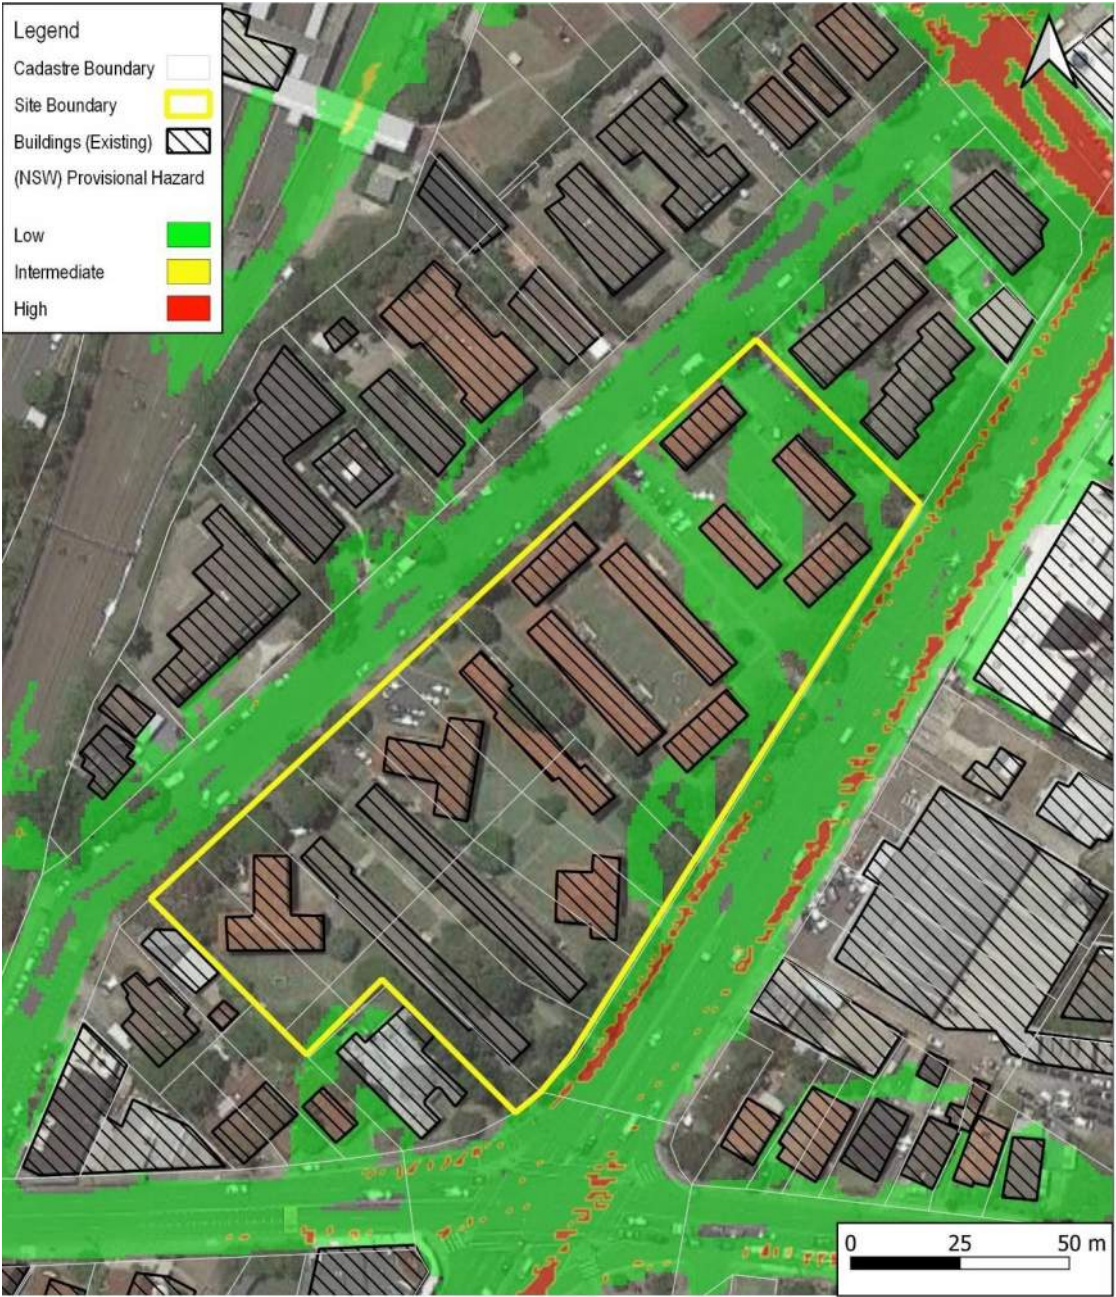 Legend
Cadastre Boundary
Site Boundary
Buildings (Existing)
(NSW) Provisional Hazard
Low
Intermediate
High
0 25 50 m